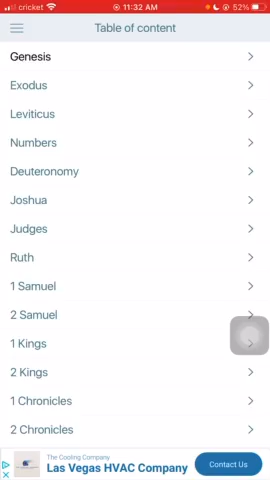 cricket 11:32 AM 52%
Table of content
Genesis
Exodus
Leviticus
Numbers
Deuteronomy
Joshua
Judges
Ruth
1 Samuel
2 Samuel
1 Kings
2 Kings
1 Chronicles
2 Chronicles
The Cooling Company
Las Vegas HVAC Company
Contact Us